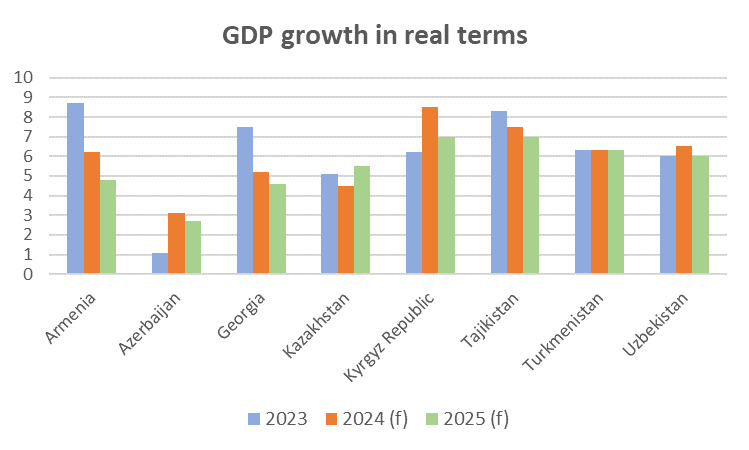 GDP growth in real terms
10
9
8
7
6
5
4
3
2
1
0
Armenia
Azerbaijan
Georgia
Kazakhstan
Kyrgyz Republic
Tajikistan
Turkmenistan
Uzbekistan
2023 2024 (f) 2025 (f)